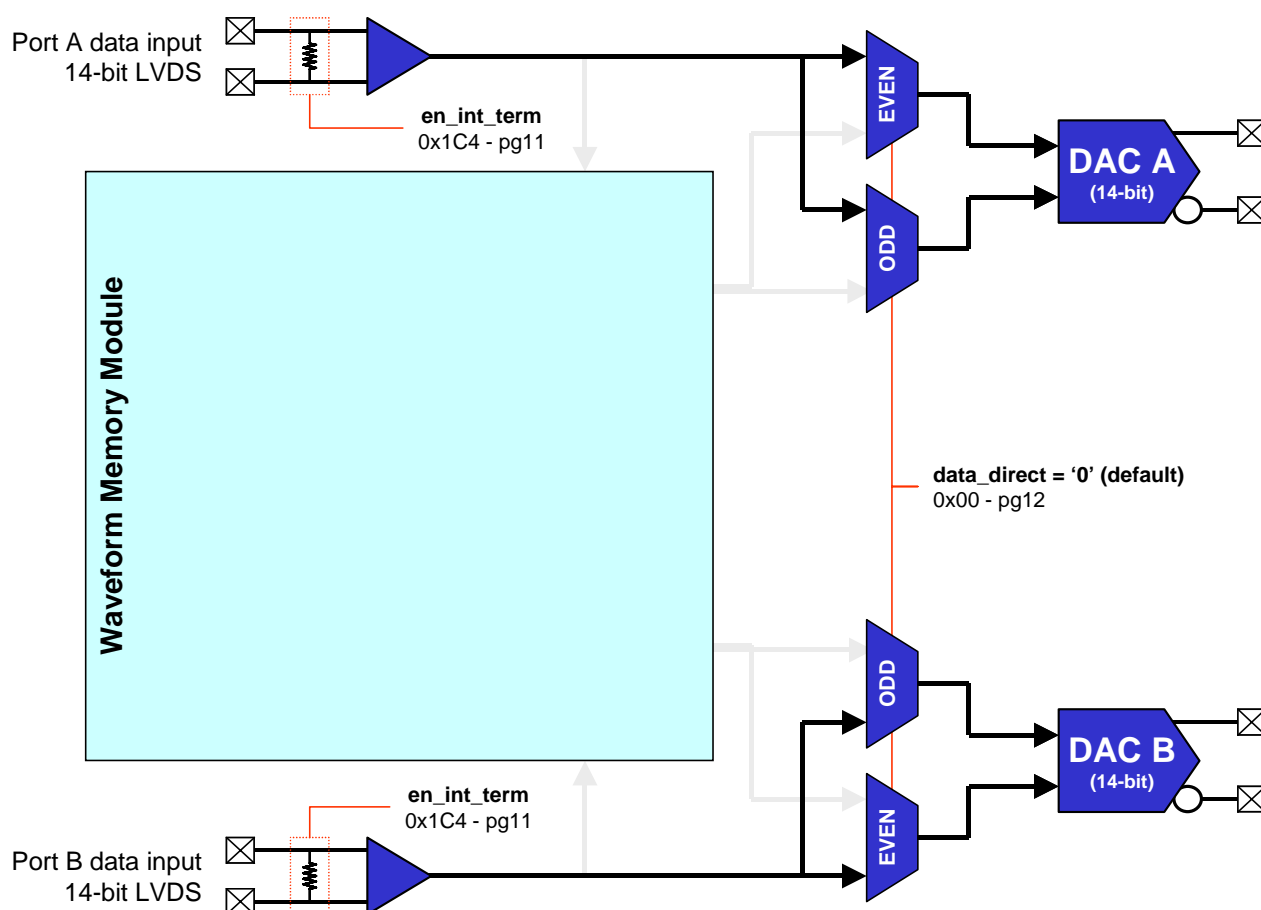 Port A data input
14-bit LVDS
en_int_term
0x1C4 - pg11
EVEN
DAC A
(14-bit)
ODD
Waveform Memory Module
data_direct = ‘0’ (default)
0x00 - pg12
ODD
DAC B
(14-bit)
EVEN
en_int_term
0x1C4 - pg11
Port B data input
14-bit LVDS